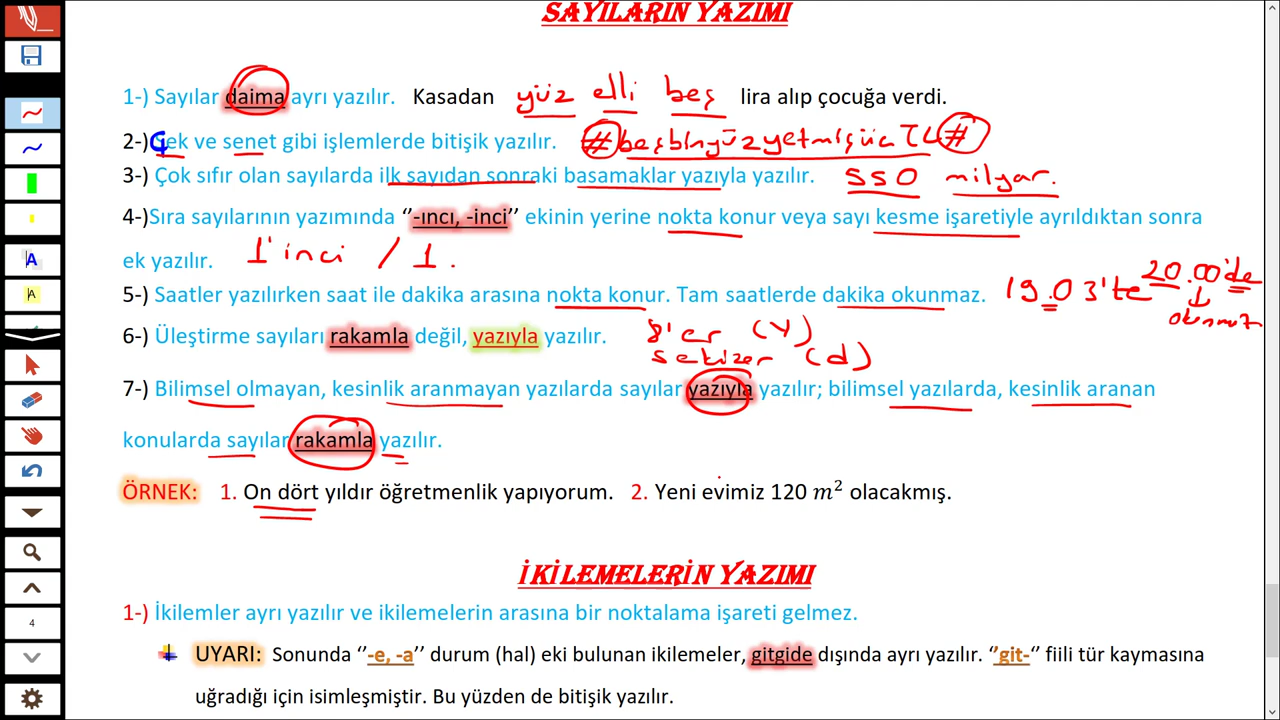 SAYILARIN YAZIMI
1-) Sayılar daima ayrı yazılır. Kasadan yüz elli beş lira alıp çocuğa verdi.
2-) Çek ve senet gibi işlemlerde bitişik yazılır. #beşbinyüzyetmişüçTL#
3-) Çok sıfır olan sayılarda ilk sayıdan sonraki basamaklar yazıyla yazılır. 550 milyar.
4-)Sıra sayılarının yazımında ‘’-ıncı, -inci’’ ekinin yerine nokta konur veya sayı kesme işaretiyle ayrıldıktan sonra
ek yazılır. 1'inci / 1.
5-) Saatler yazılırken saat ile dakika arasına nokta konur. Tam saatlerde dakika okunmaz. 19.03'te 20.00'de
okunmaz
6-) Üleştirme sayıları rakamla değil, yazıyla yazılır. 8'er (Y)
sekizer (d)
7-) Bilimsel olmayan, kesinlik aranmayan yazılarda sayılar yazıyla yazılır; bilimsel yazılarda, kesinlik aranan
konularda sayılar rakamla yazılır.
ÖRNEK: 1. On dört yıldır öğretmenlik yapıyorum. 2. Yeni evimiz 120 m² olacakmış.
İKİLEMELERİN YAZIMI
1-) İkilemler ayrı yazılır ve ikilemelerin arasına bir noktalama işareti gelmez.
UYARI: Sonunda ‘’-e, -a’’ durum (hal) eki bulunan ikilemeler, gitgide dışında ayrı yazılır. ‘’git-‘’ fiili tür kaymasına
uğradığı için isimleşmiştir. Bu yüzden de bitişik yazılır.
A
A
4